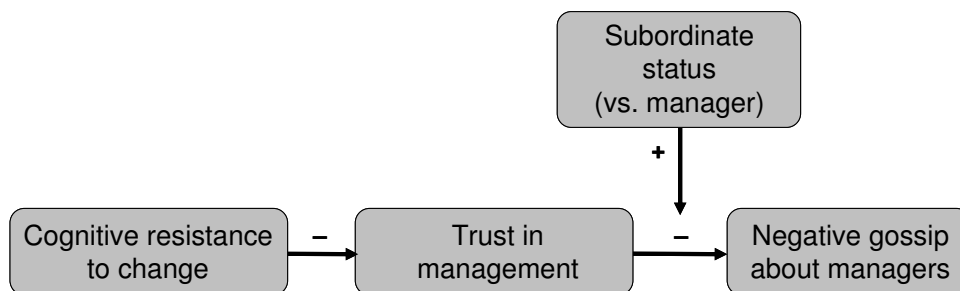 Subordinate
status
(vs. manager)
+
Cognitive resistance
to change
–
Trust in
management
–
Negative gossip
about managers